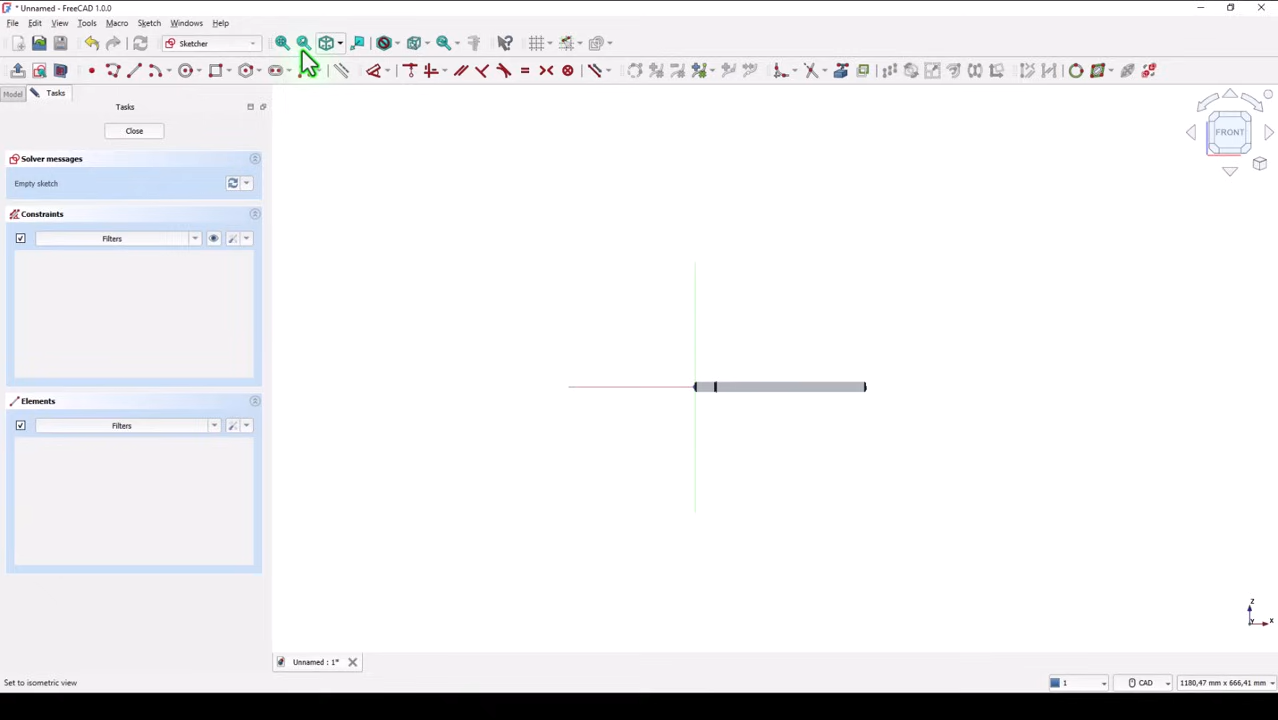 * Unnamed - FreeCAD 1.0.0
File Edit View Tools Macro Sketch Windows Help
Sketcher
Model Tasks
Tasks
Close
Solver messages
Empty sketch
Constraints
Filters
Elements
Filters
FRONT
Z
Y
X
Unnamed : 1*
Set to isometric view
1
CAD
1180,47 mm x 666,41 mm